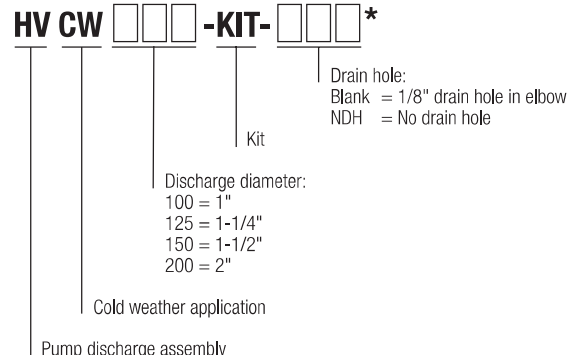 HV CW □□□ -KIT- □□□*
Drain hole:
Blank = 1/8" drain hole in elbow
NDH = No drain hole
Kit
Discharge diameter:
100 = 1"
125 = 1-1/4"
150 = 1-1/2"
200 = 2"
Cold weather application
Pump discharge assembly